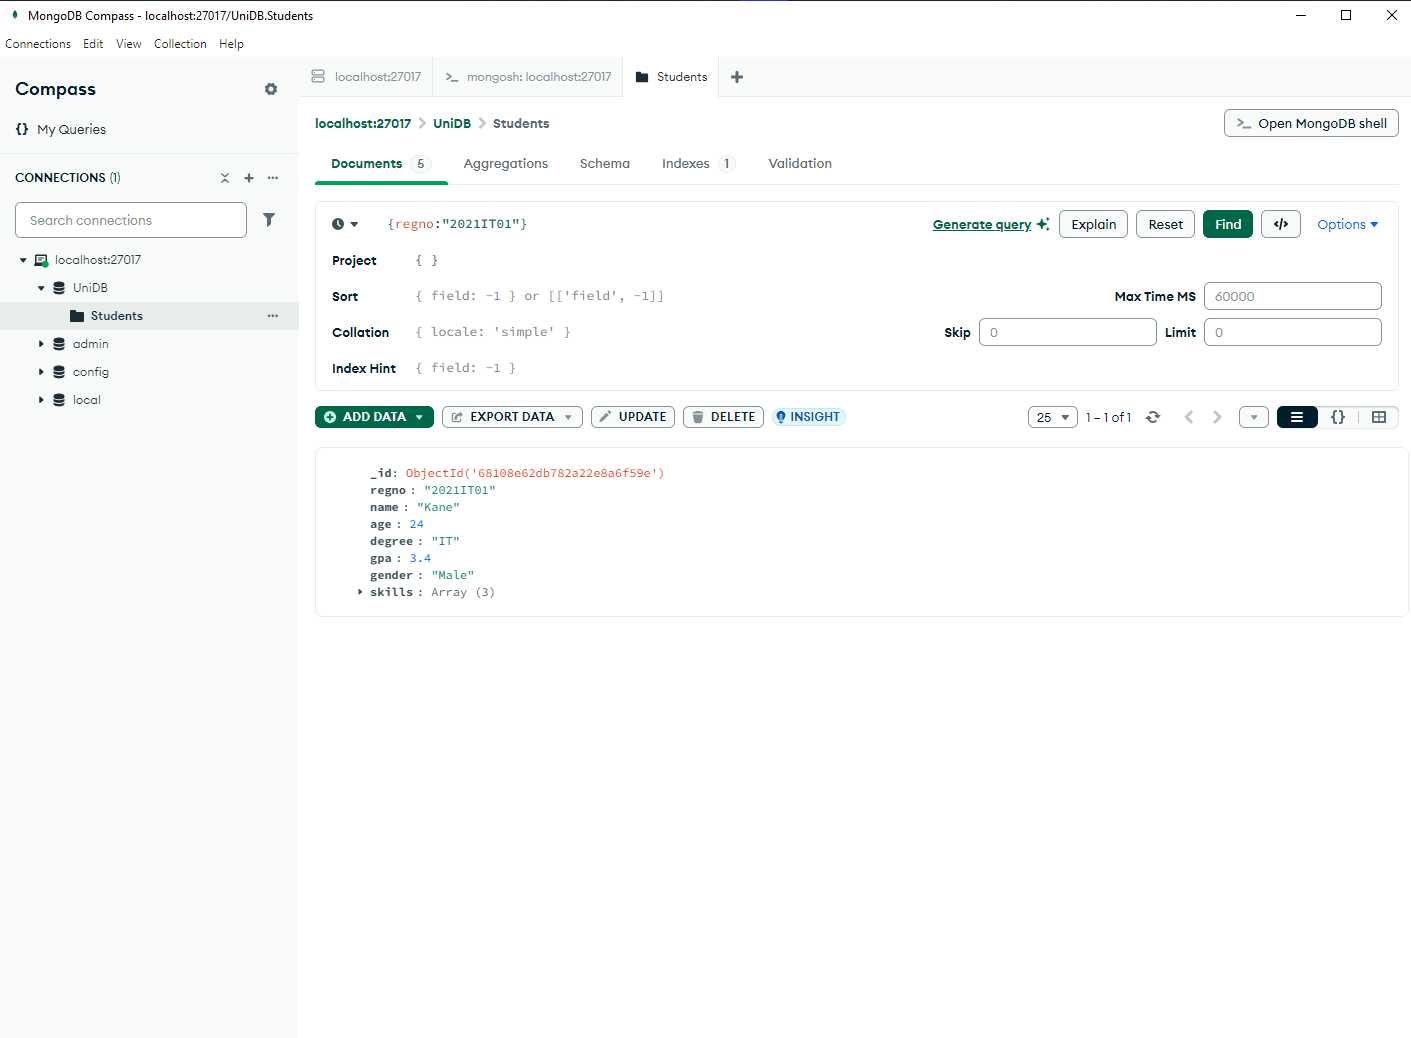 MongoDB Compass - localhost:27017/UniDB.Students
Connections Edit View Collection Help
Compass
{} My Queries
CONNECTIONS (1)
Search connections
localhost:27017
UniDB
Students
admin
config
local
localhost:27017 >_ mongosh: localhost:27017 Students
localhost:27017 > UniDB > Students
>_ Open MongoDB shell
Documents 5 Aggregations Schema Indexes 1 Validation
{regno:"2021IT01"}
Generate query Explain Reset Find </> Options
Project { }
Sort { field: -1 } or [['field', -1]]
Max Time MS 60000
Collation { locale: 'simple' }
Skip 0 Limit 0
Index Hint { field: -1 }
ADD DATA EXPORT DATA UPDATE DELETE INSIGHT
25 1 – 1 of 1 {}
_id: ObjectId('68108e62db782a22e8a6f59e')
regno : "2021IT01"
name : "Kane"
age : 24
degree : "IT"
gpa : 3.4
gender : "Male"
skills : Array (3)